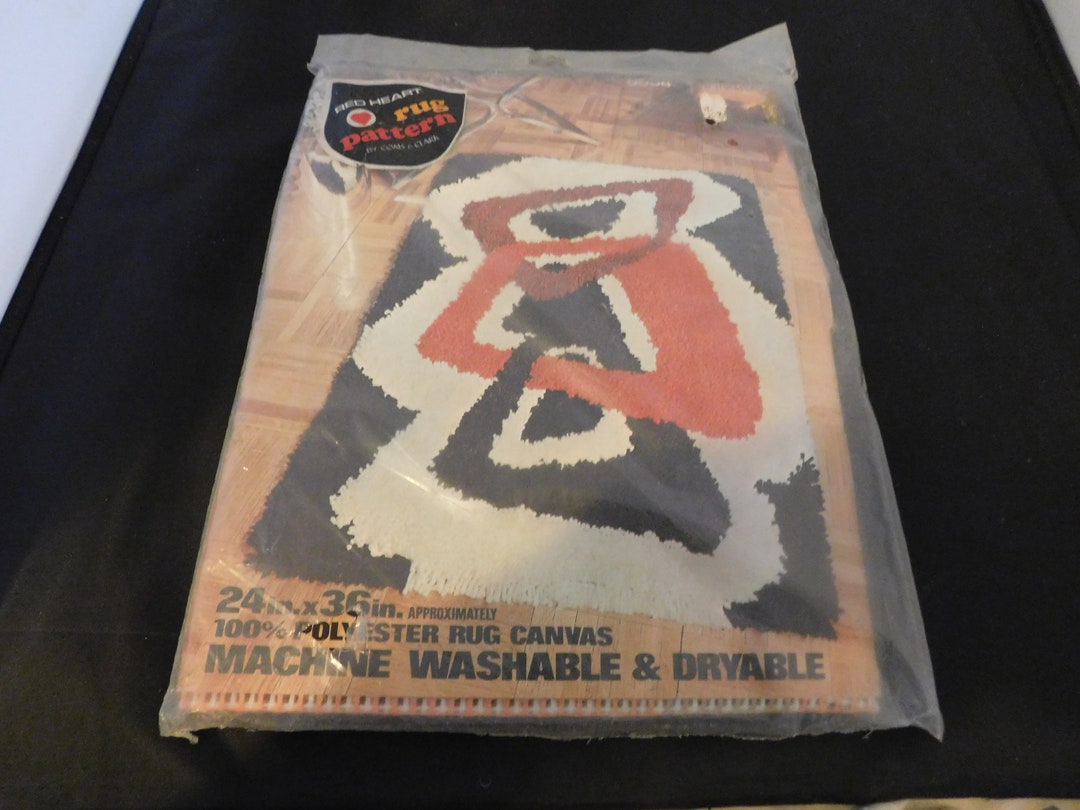 RED HEART
rug
pattern
BY COATS & CLARK
24in.x36in. APPROXIMATELY
100% POLYESTER RUG CANVAS
MACHINE WASHABLE & DRYABLE